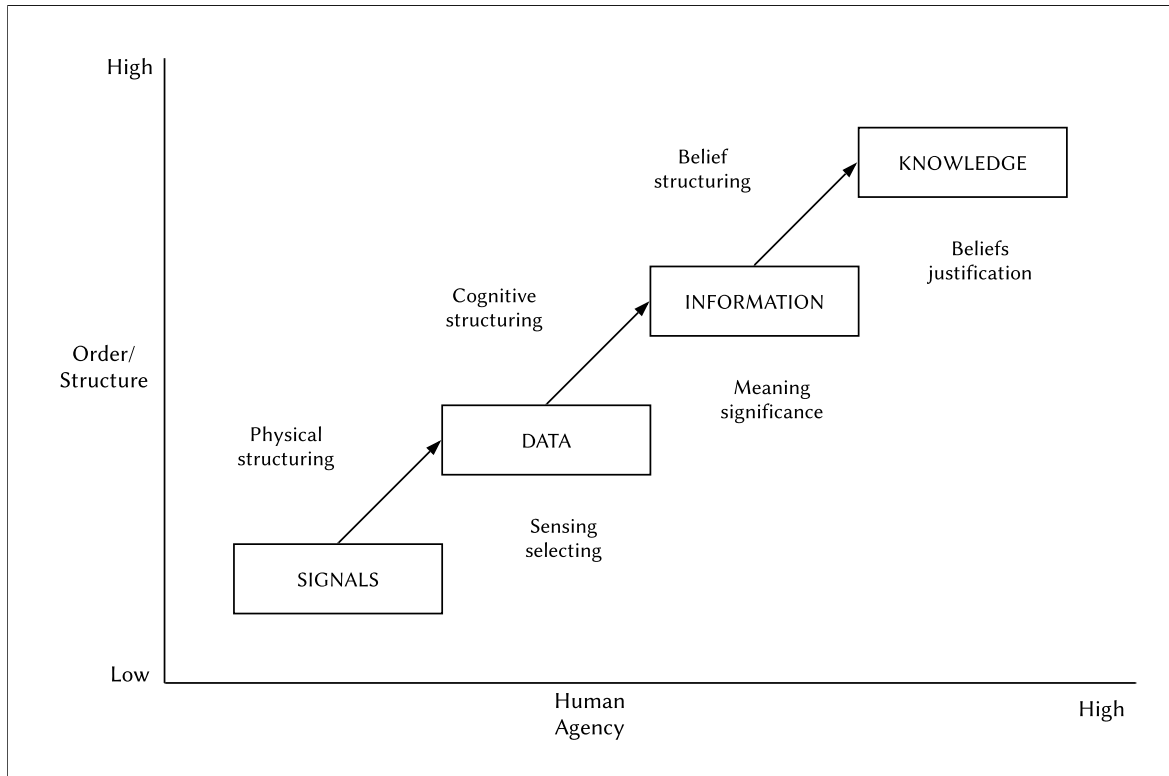 High
Belief
structuring
KNOWLEDGE
Beliefs
justification
Cognitive
structuring
INFORMATION
Order/
Structure
Meaning
significance
Physical
structuring
DATA
Sensing
selecting
SIGNALS
Low
Human
Agency
High